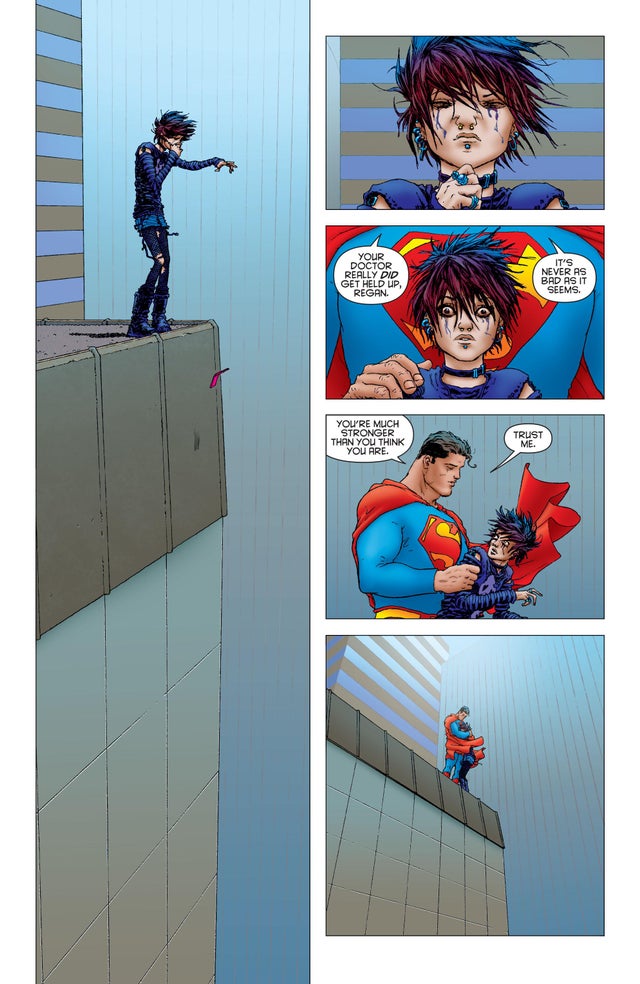 YOUR
DOCTOR
REALLY DID
GET HELD UP,
REGAN.
IT'S
NEVER AS
BAD AS IT
SEEMS.
YOU'RE MUCH
STRONGER
THAN YOU THINK
YOU ARE.
TRUST
ME.